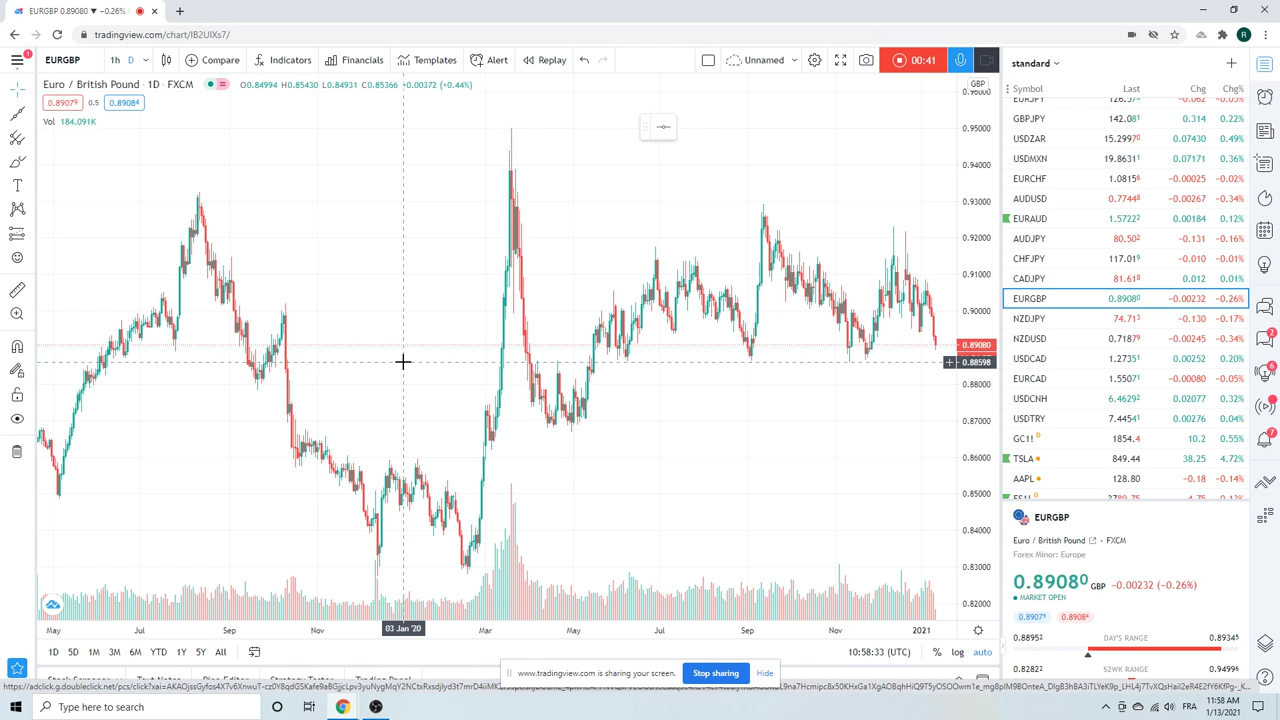 EURGBP 0.89080 ▼ −0.26%
tradingview.com/chart/IB2UIXs7/
EURGBP 1h D Compare Indicators Financials Templates Alert Replay Unnamed 00:41
Euro / British Pound · 1D · FXCM O0.84994 H0.85430 L0.84931 C0.85366 +0.00372 (+0.44%)
0.89079 0.5 0.89084
Vol 184.091K
GBP
0.95000
0.94000
0.93000
0.92000
0.91000
0.90000
0.89080
0.88598
0.88000
0.87000
0.86000
0.85000
0.84000
0.83000
0.82000
May Jul Sep Nov 03 Jan '20 Mar May Jul Sep Nov 2021
1D 5D 1M 3M 6M YTD 1Y 5Y All 10:58:33 (UTC) % log auto
www.tradingview.com is sharing your screen. Stop sharing Hide
standard
Symbol Last Chg Chg%
GBPJPY 142.081 0.314 0.22%
USDZAR 15.29970 0.07430 0.49%
USDMXN 19.8631 0.07171 0.36%
EURCHF 1.0815 −0.00025 −0.02%
AUDUSD 0.7744 −0.00267 −0.34%
EURAUD 1.5722 0.00184 0.12%
AUDJPY 80.502 −0.131 −0.16%
CHFJPY 117.019 −0.010 −0.01%
CADJPY 81.618 0.012 0.01%
EURGBP 0.89080 −0.00232 −0.26%
NZDJPY 74.713 −0.130 −0.17%
NZDUSD 0.7187 −0.00245 −0.34%
USDCAD 1.2735 0.00252 0.20%
EURCAD 1.5507 −0.00080 −0.05%
USDCNH 6.4629 0.02077 0.32%
USDTRY 7.4454 0.00276 0.04%
GC1! D 1854.4 10.2 0.55%
TSLA 849.44 38.25 4.72%
AAPL 128.80 −0.18 −0.14%
EURGBP
Euro / British Pound · FXCM
Forex Minor: Europe
0.89080 GBP −0.00232 (−0.26%)
MARKET OPEN
0.89079 0.89084
0.88952 DAY'S RANGE 0.89345
0.82822 52WK RANGE 0.94996
Type here to search
FRA
11:58 AM
1/13/2021